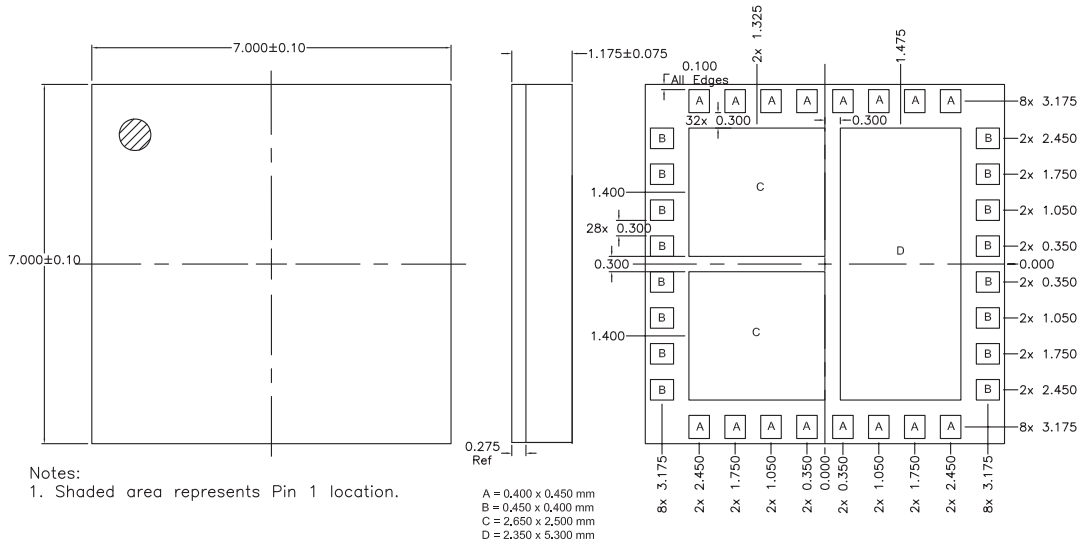 7.000±0.10
7.000±0.10
Notes:
1. Shaded area represents Pin 1 location.
1.175±0.075
0.275
Ref
A = 0.400 x 0.450 mm
B = 0.450 x 0.400 mm
C = 2.650 x 2.500 mm
D = 2.350 x 5.300 mm
2x 1.325
1.475
0.100
All Edges
A A A A A A A A
8x 3.175
32x 0.300
0.300
B B
2x 2.450
B B
2x 1.750
C
1.400
B B
2x 1.050
28x 0.300
B B
2x 0.350
D
0.300
0.000
B B
2x 0.350
B B
2x 1.050
C
1.400
B B
2x 1.750
B B
2x 2.450
A A A A A A A A
8x 3.175
8x 3.175
2x 2.450
2x 1.750
2x 1.050
2x 0.350
0.000
2x 0.350
2x 1.050
2x 1.750
2x 2.450
8x 3.175